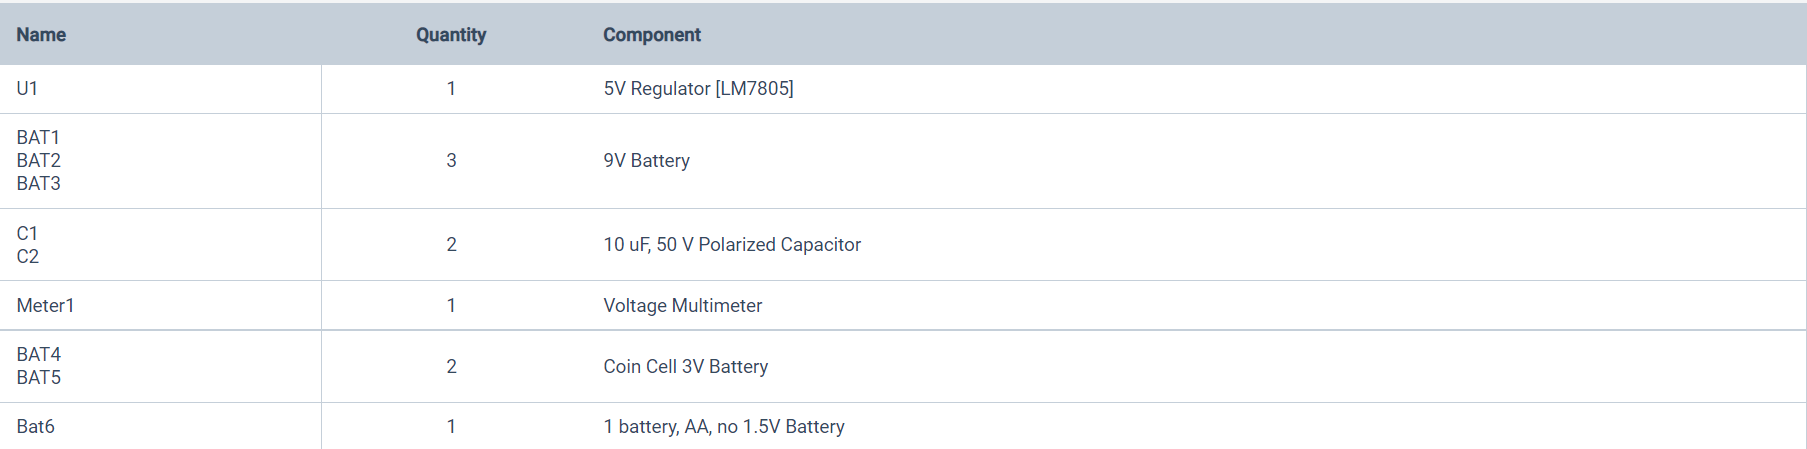 Name Quantity Component
U1 1 5V Regulator [LM7805]
BAT1
BAT2 3 9V Battery
BAT3
C1
C2
2 10 uF, 50 V Polarized Capacitor
Meter1 1 Voltage Multimeter
BAT4
BAT5
2 Coin Cell 3V Battery
Bat6 1 1 battery, AA, no 1.5V Battery